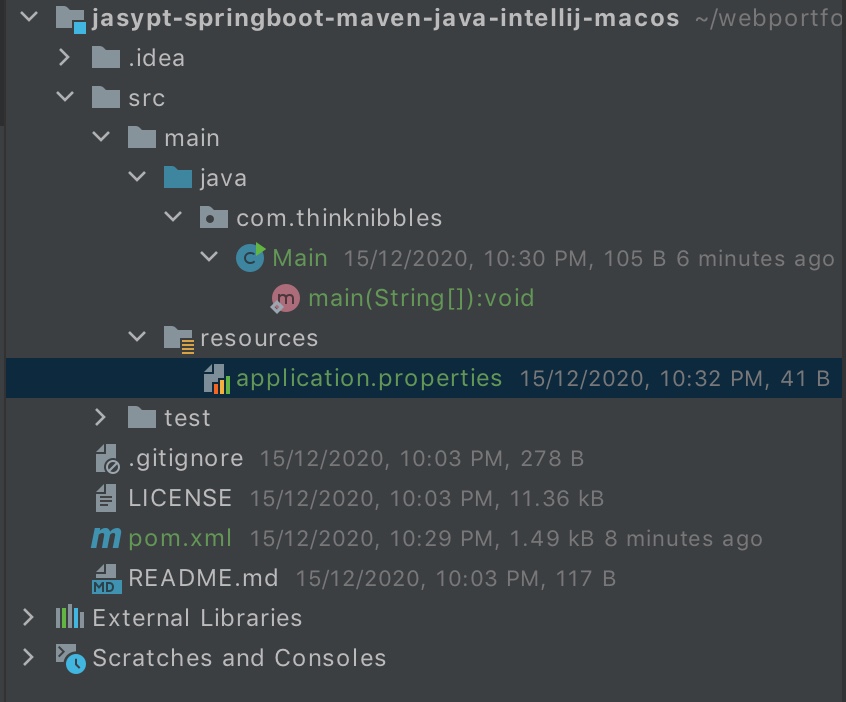 jasypt-springboot-maven-java-intellij-macos ~/webportfo
.idea
src
main
java
com.thinknibbles
C Main 15/12/2020, 10:30 PM, 105 B 6 minutes ago
m main(String[]):void
resources
application.properties 15/12/2020, 10:32 PM, 41 B
test
.gitignore 15/12/2020, 10:03 PM, 278 B
LICENSE 15/12/2020, 10:03 PM, 11.36 kB
m pom.xml 15/12/2020, 10:29 PM, 1.49 kB 8 minutes ago
MD README.md 15/12/2020, 10:03 PM, 117 B
External Libraries
Scratches and Consoles